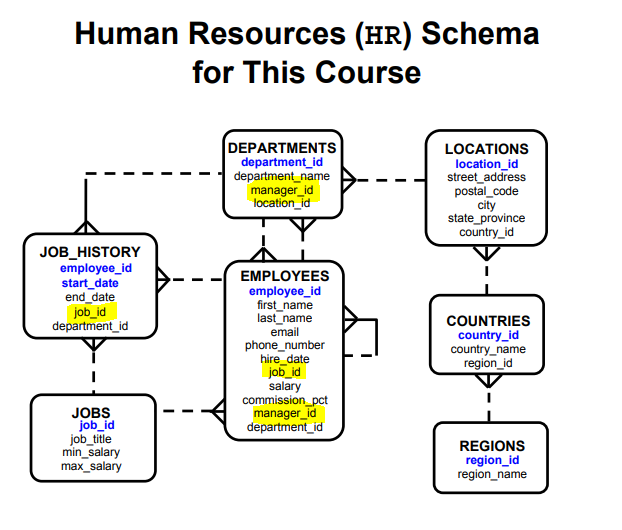 Human Resources (HR) Schema
for This Course
DEPARTMENTS
department_id
department_name
manager_id
location_id
LOCATIONS
location_id
street_address
postal_code
city
state_province
country_id
JOB_HISTORY
employee_id
start_date
end_date
job_id
department_id
EMPLOYEES
employee_id
first_name
last_name
email
phone_number
hire_date
job_id
salary
commission_pct
manager_id
department_id
COUNTRIES
country_id
country_name
region_id
JOBS
job_id
job_title
min_salary
max_salary
REGIONS
region_id
region_name